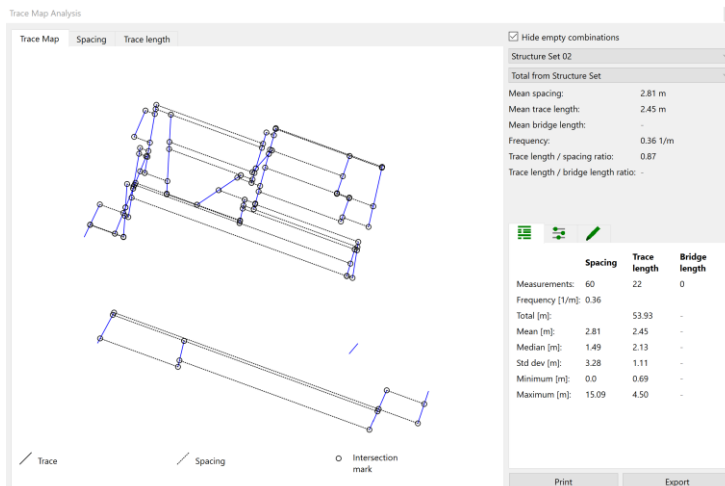 Trace Map Analysis
Trace Map Spacing Trace length
Hide empty combinations
Structure Set 02
Total from Structure Set
Mean spacing: 2.81 m
Mean trace length: 2.45 m
Mean bridge length: -
Frequency: 0.36 1/m
Trace length / spacing ratio: 0.87
Trace length / bridge length ratio: -
Spacing Trace length Bridge length
Measurements: 60 22 0
Frequency [1/m]: 0.36
Total [m]: 53.93 -
Mean [m]: 2.81 2.45 -
Median [m]: 1.49 2.13 -
Std dev [m]: 3.28 1.11 -
Minimum [m]: 0.0 0.69 -
Maximum [m]: 15.09 4.50 -
Trace Spacing Intersection mark
Print Export